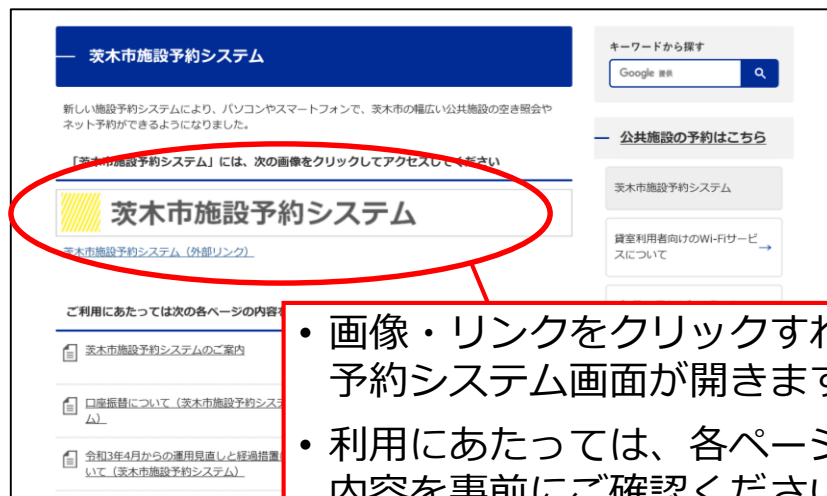 茨木市施設予約システム
新しい施設予約システムにより、パソコンやスマートフォンで、茨木市の幅広い公共施設の空き照会や
ネット予約ができるようになりました。
「茨木市施設予約システム」には、次の画像をクリックしてアクセスしてください
茨木市施設予約システム
茨木市施設予約システム（外部リンク）
ご利用にあたっては次の各ページの内容
茨木市施設予約システムのご案内
口座振替について（茨木市施設予約システ
ム）
令和3年4月からの運用見直しと経過措置
いて（茨木市施設予約システム）
キーワードから探す
Google 提供
公共施設の予約はこちら
茨木市施設予約システム
貸室利用者向けのWi-Fiサービ
スについて
• 画像・リンクをクリックすれ
予約システム画面が開きます
• 利用にあたっては、各ページ
内容を事前にご確認ください